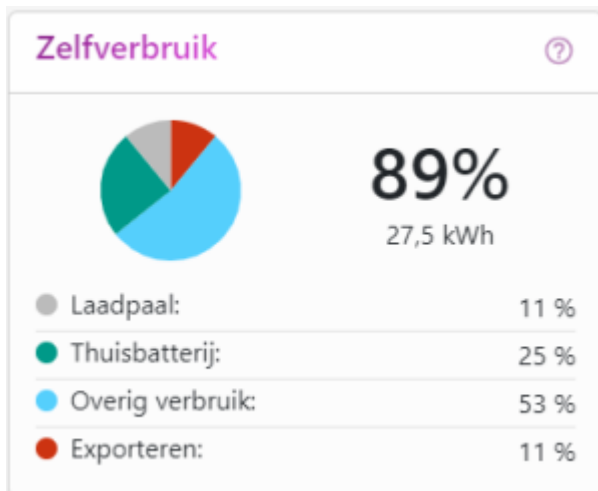 Zelfverbruik
89%
27,5 kWh
Laadpaal: 11 %
Thuisbatterij: 25 %
Overig verbruik: 53 %
Exporteren: 11 %